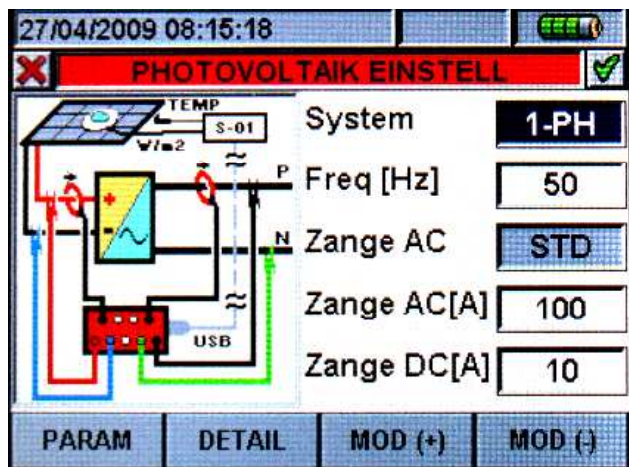 27/04/2009 08:15:18
PHOTOVOLTAIK EINSTELL
TEMP
S-01
W/m2
P
N
USB
System 1-PH
Freq [Hz] 50
Zange AC STD
Zange AC[A] 100
Zange DC[A] 10
PARAM DETAIL MOD (+) MOD (-)